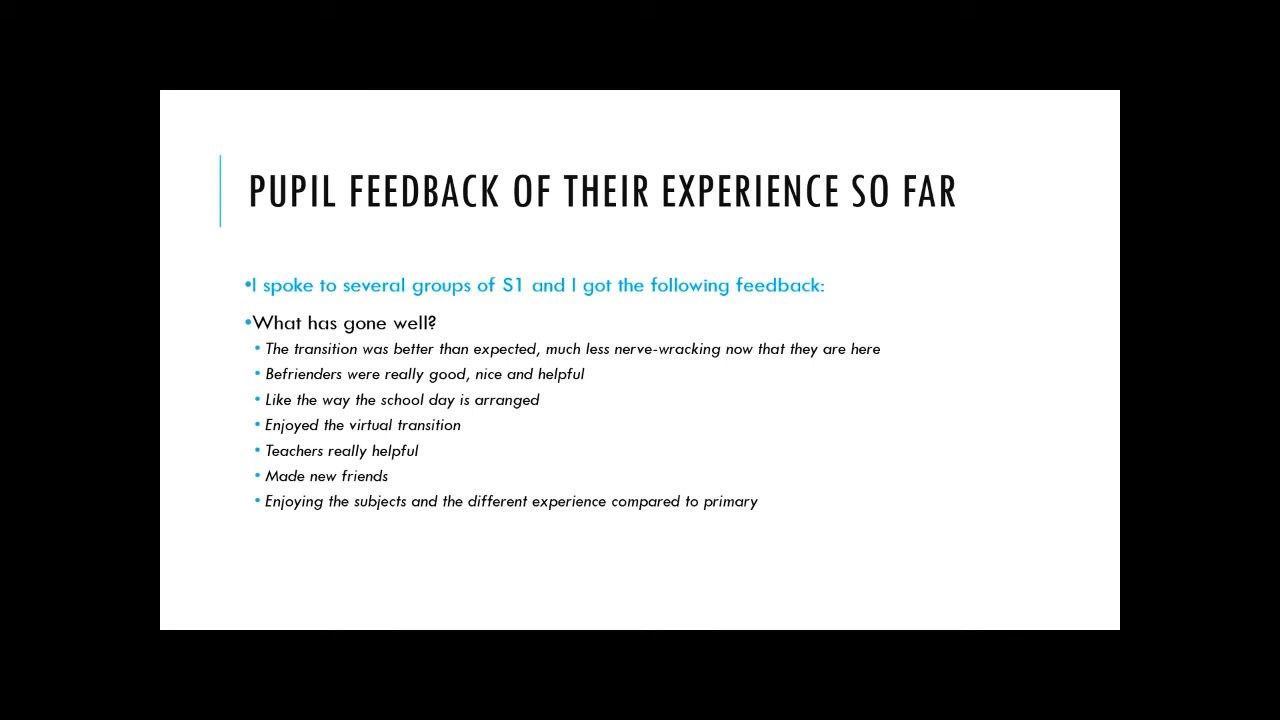 PUPIL FEEDBACK OF THEIR EXPERIENCE SO FAR
•I spoke to several groups of S1 and I got the following feedback:
•What has gone well?
• The transition was better than expected, much less nerve-wracking now that they are here
• Befrienders were really good, nice and helpful
• Like the way the school day is arranged
• Enjoyed the virtual transition
• Teachers really helpful
• Made new friends
• Enjoying the subjects and the different experience compared to primary